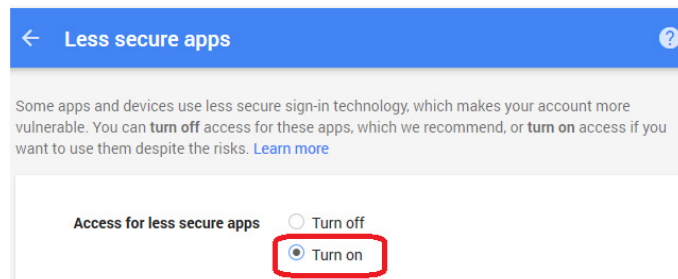 Less secure apps
Some apps and devices use less secure sign-in technology, which makes your account more
vulnerable. You can turn off access for these apps, which we recommend, or turn on access if you
want to use them despite the risks. Learn more
Access for less secure apps
Turn off
Turn on